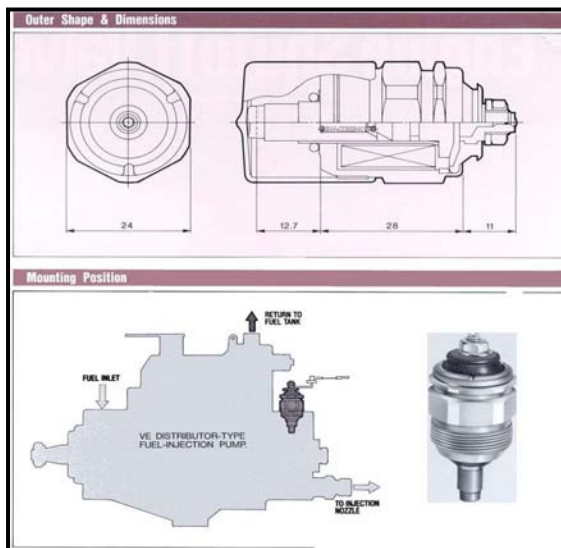 Outer Shape & Dimensions
24
12.7
28
11
Mounting Position
RETURN TO
FUEL TANK
FUEL INLET
VE DISTRIBUTOR-TYPE
FUEL-INJECTION PUMP.
TO INJECTION
NOZZLE